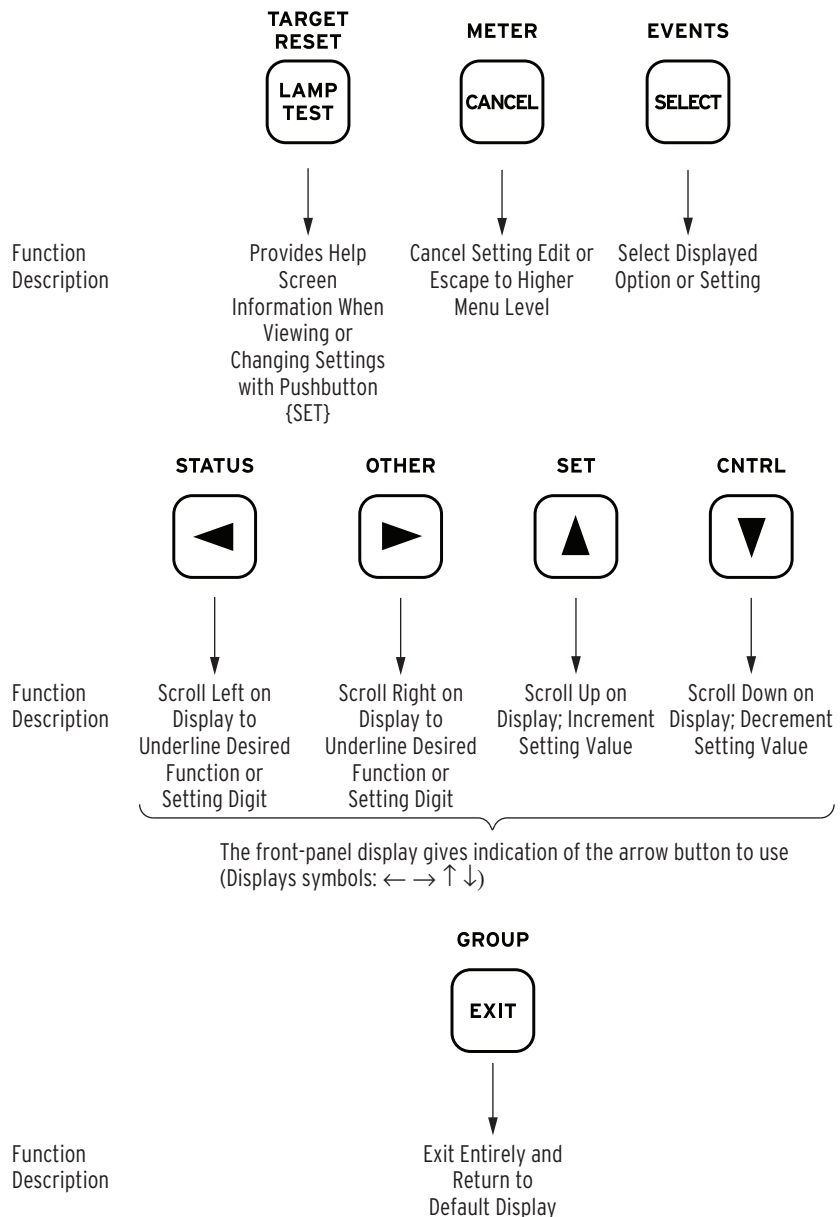 TARGET
RESET
METER
EVENTS
LAMP
TEST
CANCEL
SELECT
Function
Description
Provides Help
Screen
Information When
Viewing or
Changing Settings
with Pushbutton
{SET}
Cancel Setting Edit or
Escape to Higher
Menu Level
Select Displayed
Option or Setting
STATUS
OTHER
SET
CNTRL
Function
Description
Scroll Left on
Display to
Underline Desired
Function or
Setting Digit
Scroll Right on
Display to
Underline Desired
Function or
Setting Digit
Scroll Up on
Display; Increment
Setting Value
Scroll Down on
Display; Decrement
Setting Value
The front-panel display gives indication of the arrow button to use
(Displays symbols: ← → ↑ ↓)
GROUP
EXIT
Function
Description
Exit Entirely and
Return to
Default Display